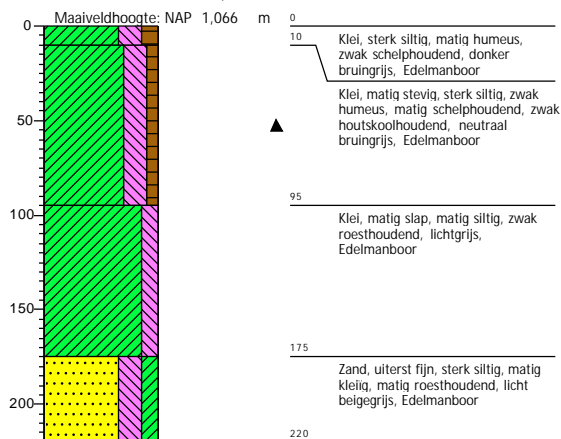 Maaiveldhoogte: NAP 1,066 m
0
50
100
150
200
0
Klei, sterk siltig, matig humeus,
zwak schelphoudend, donker
bruingrijs, Edelmanboor
10
Klei, matig stevig, sterk siltig, zwak
humeus, matig schelphoudend, zwak
houtskoolhoudend, neutraal
bruingrijs, Edelmanboor
95
Klei, matig slap, matig siltig, zwak
roesthoudend, lichtgrijs,
Edelmanboor
175
Zand, uiterst fijn, sterk siltig, matig
kleiïg, matig roesthoudend, licht
beigegrijs, Edelmanboor
220